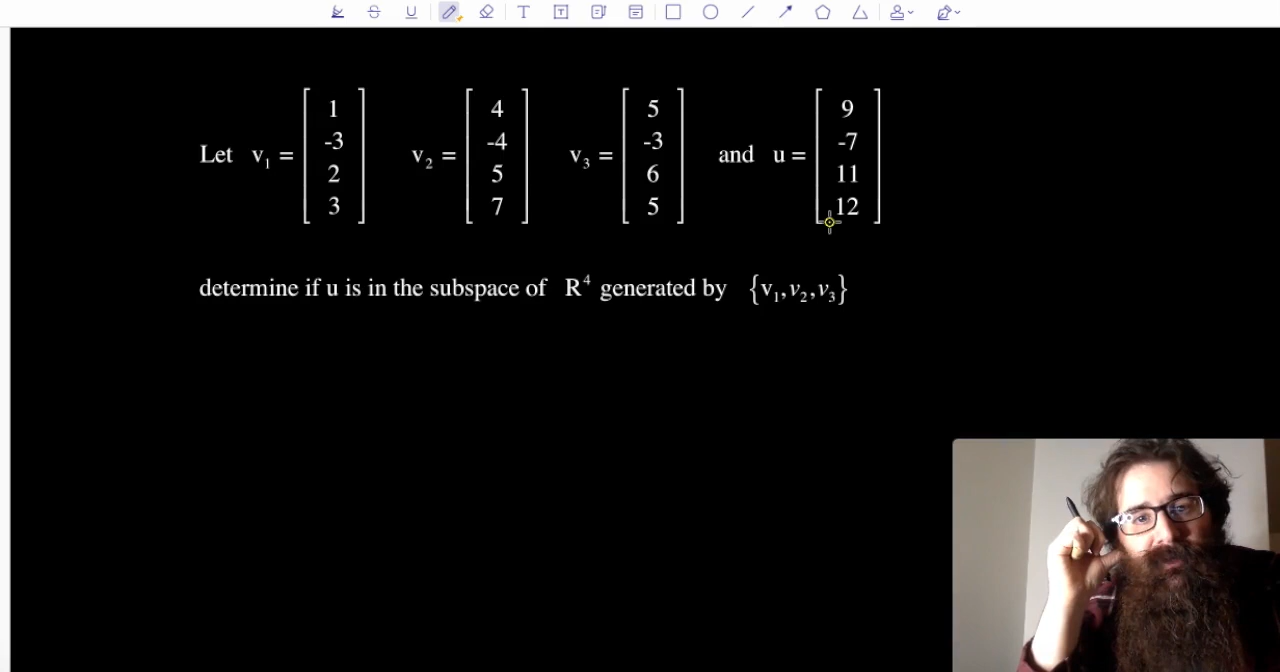 Let v₁ = [1 -3 2 3] v₂ = [4 -4 5 7] v₃ = [5 -3 6 5] and u = [9 -7 11 12]
determine if u is in the subspace of R⁴ generated by {v₁,v₂,v₃}